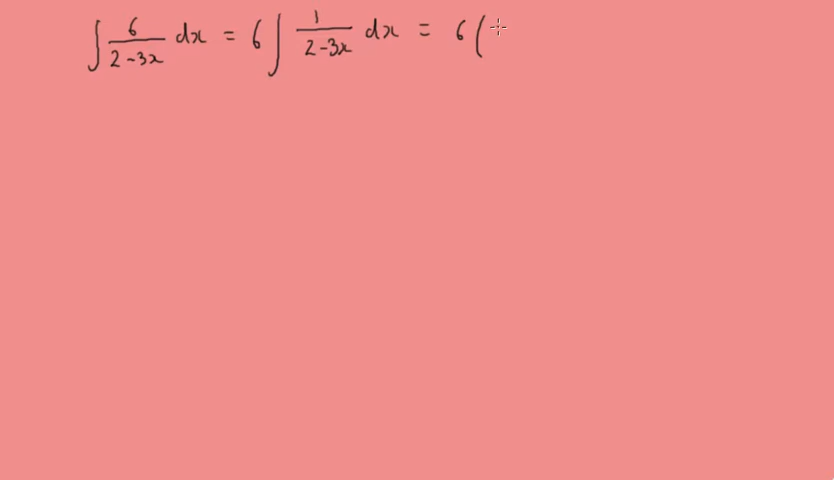 ∫ 6/(2-3x) dx = 6 ∫ 1/(2-3x) dx = 6 (